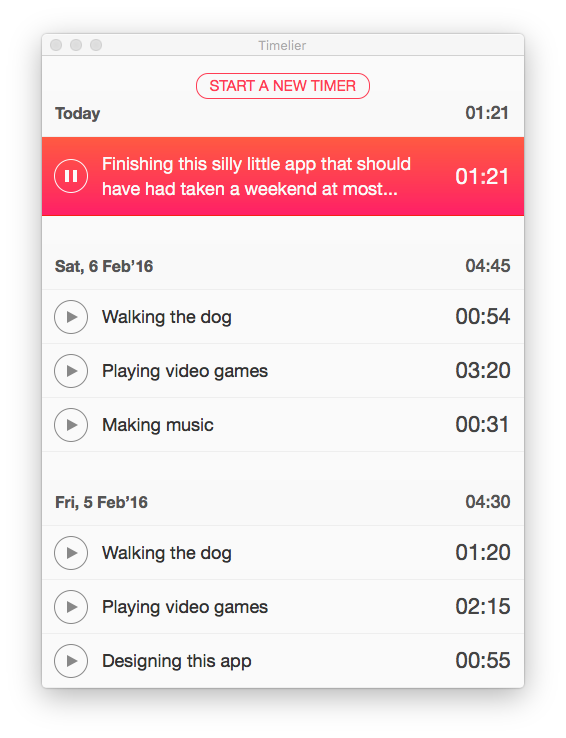 Timelier
START A NEW TIMER
Today 01:21
Finishing this silly little app that should
have had taken a weekend at most... 01:21
Sat, 6 Feb’16 04:45
Walking the dog 00:54
Playing video games 03:20
Making music 00:31
Fri, 5 Feb’16 04:30
Walking the dog 01:20
Playing video games 02:15
Designing this app 00:55